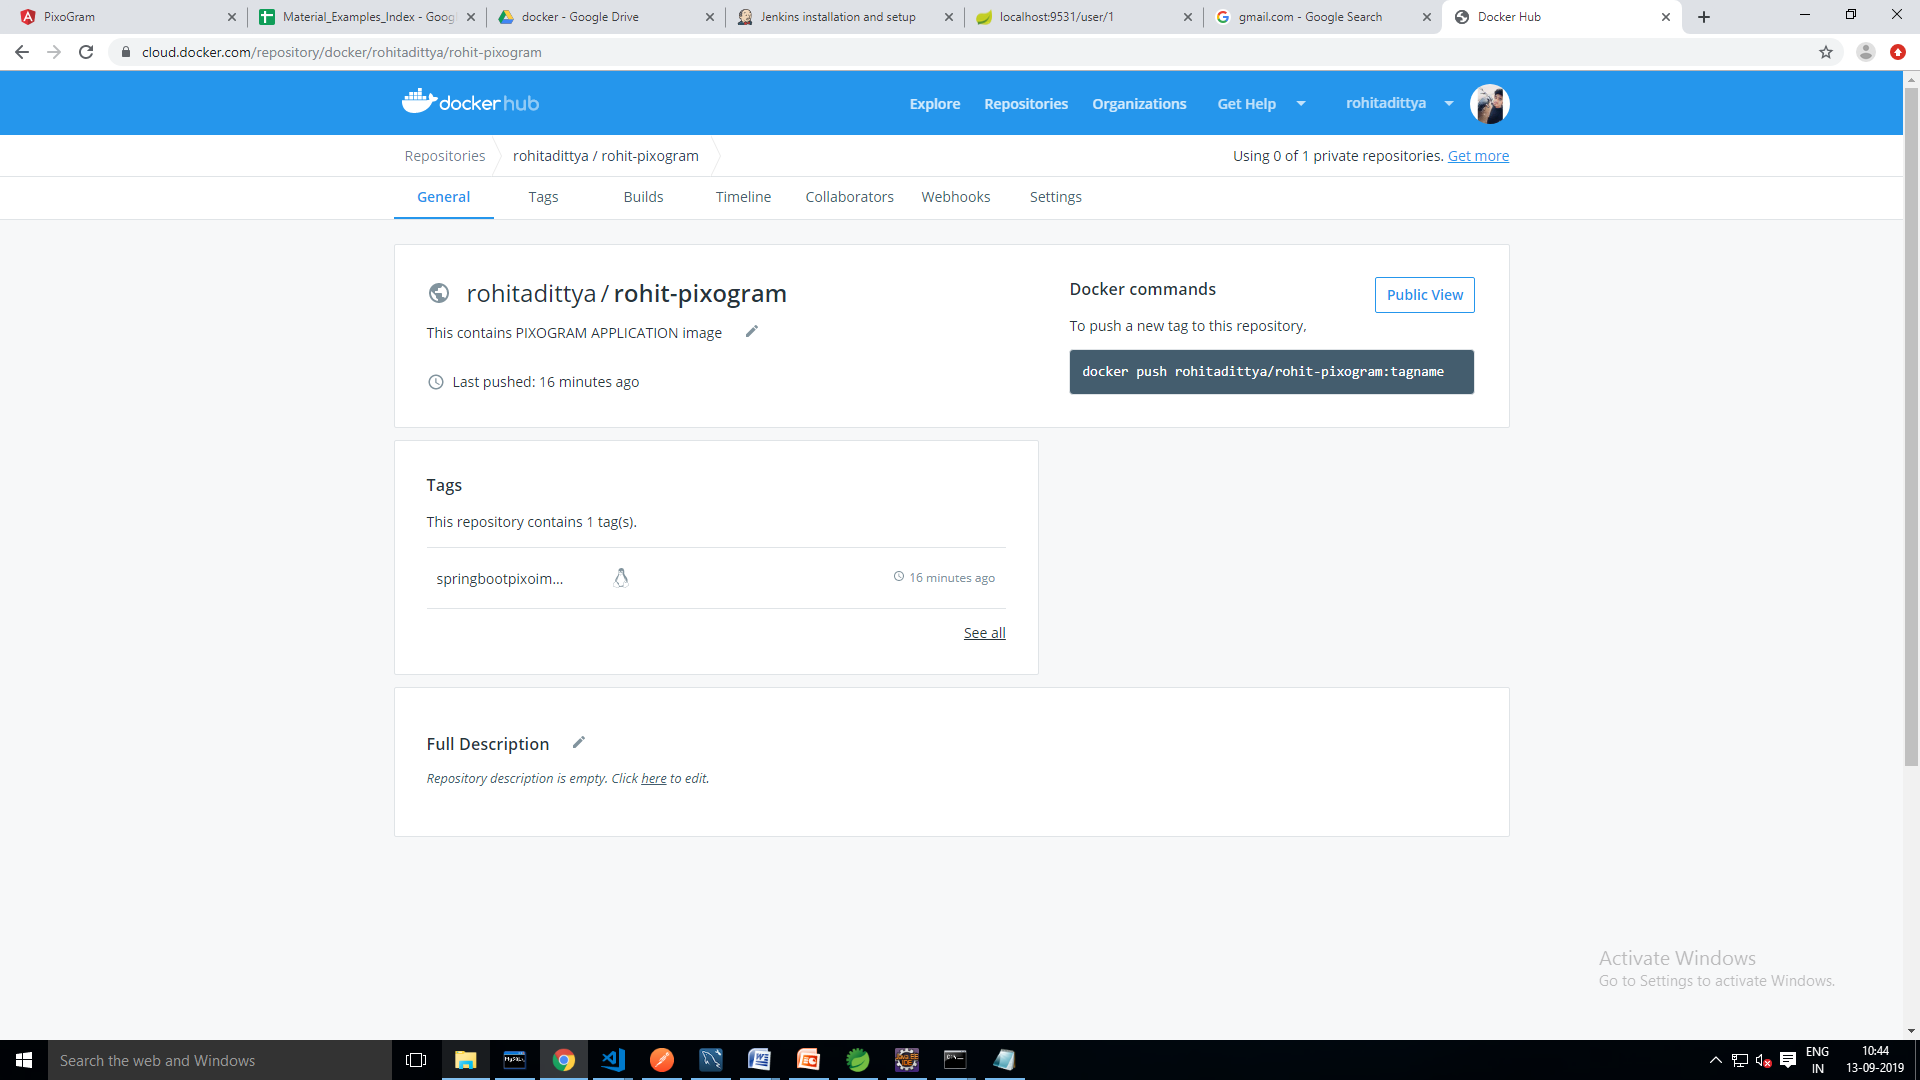 PixoGram
Material_Examples_Index - Goog
docker - Google Drive
Jenkins installation and setup
localhost:9531/user/1
gmail.com - Google Search
Docker Hub
cloud.docker.com/repository/docker/rohitadittya/rohit-pixogram
dockerhub
Explore
Repositories
Organizations
Get Help
rohitadittya
Repositories
rohitadittya / rohit-pixogram
Using 0 of 1 private repositories. Get more
General
Tags
Builds
Timeline
Collaborators
Webhooks
Settings
rohitadittya / rohit-pixogram
This contains PIXOGRAM APPLICATION image
Last pushed: 16 minutes ago
Docker commands
Public View
To push a new tag to this repository,
docker push rohitadittya/rohit-pixogram:tagname
Tags
This repository contains 1 tag(s).
springbootpixoim...
16 minutes ago
See all
Full Description
Repository description is empty. Click here to edit.
Activate Windows
Go to Settings to activate Windows.
Search the web and Windows
ENG
IN
10:44
13-09-2019